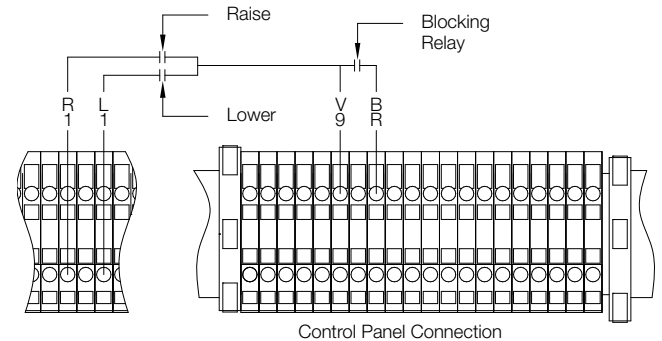 Raise
Blocking
Relay
R
1
L
1
Lower
V
9
B
R
Control Panel Connection